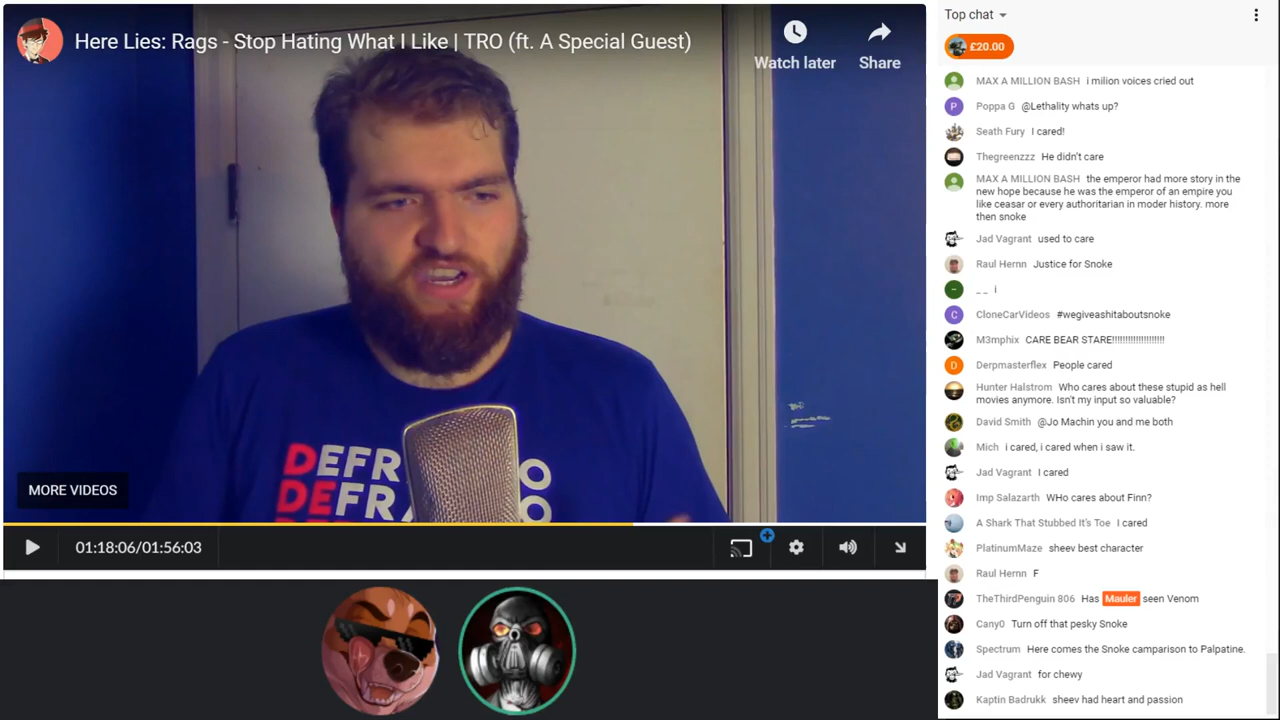 Here Lies: Rags - Stop Hating What I Like | TRO (ft. A Special Guest)
Watch later
Share
DEFR
O
DEFRA
O
MORE VIDEOS
01:18:06/01:56:03
Top chat
£20.00
MAX A MILLION BASH i milion voices cried out
Poppa G @Lethality whats up?
Seath Fury I cared!
Thegreenzzz He didn't care
MAX A MILLION BASH the emperor had more story in the
new hope because he was the emperor of an empire you
like ceasar or every authoritarian in moder history. more
then snoke
Jad Vagrant used to care
Raul Hernn Justice for Snoke
_ _ i
CloneCarVideos #wegiveashitaboutsnoke
M3mphix CARE BEAR STARE!!!!!!!!!!!!!!!!!!!!
Derpmasterflex People cared
Hunter Halstrom Who cares about these stupid as hell
movies anymore. Isn't my input so valuable?
David Smith @Jo Machin you and me both
Mich i cared, i cared when i saw it.
Jad Vagrant I cared
Imp Salazarth WHo cares about Finn?
A Shark That Stubbed It's Toe I cared
PlatinumMaze sheev best character
Raul Hernn F
TheThirdPenguin 806 Has Mauler seen Venom
Cany0 Turn off that pesky Snoke
Spectrum Here comes the Snoke camparison to Palpatine.
Jad Vagrant for chewy
Kaptin Badrukk sheev had heart and passion